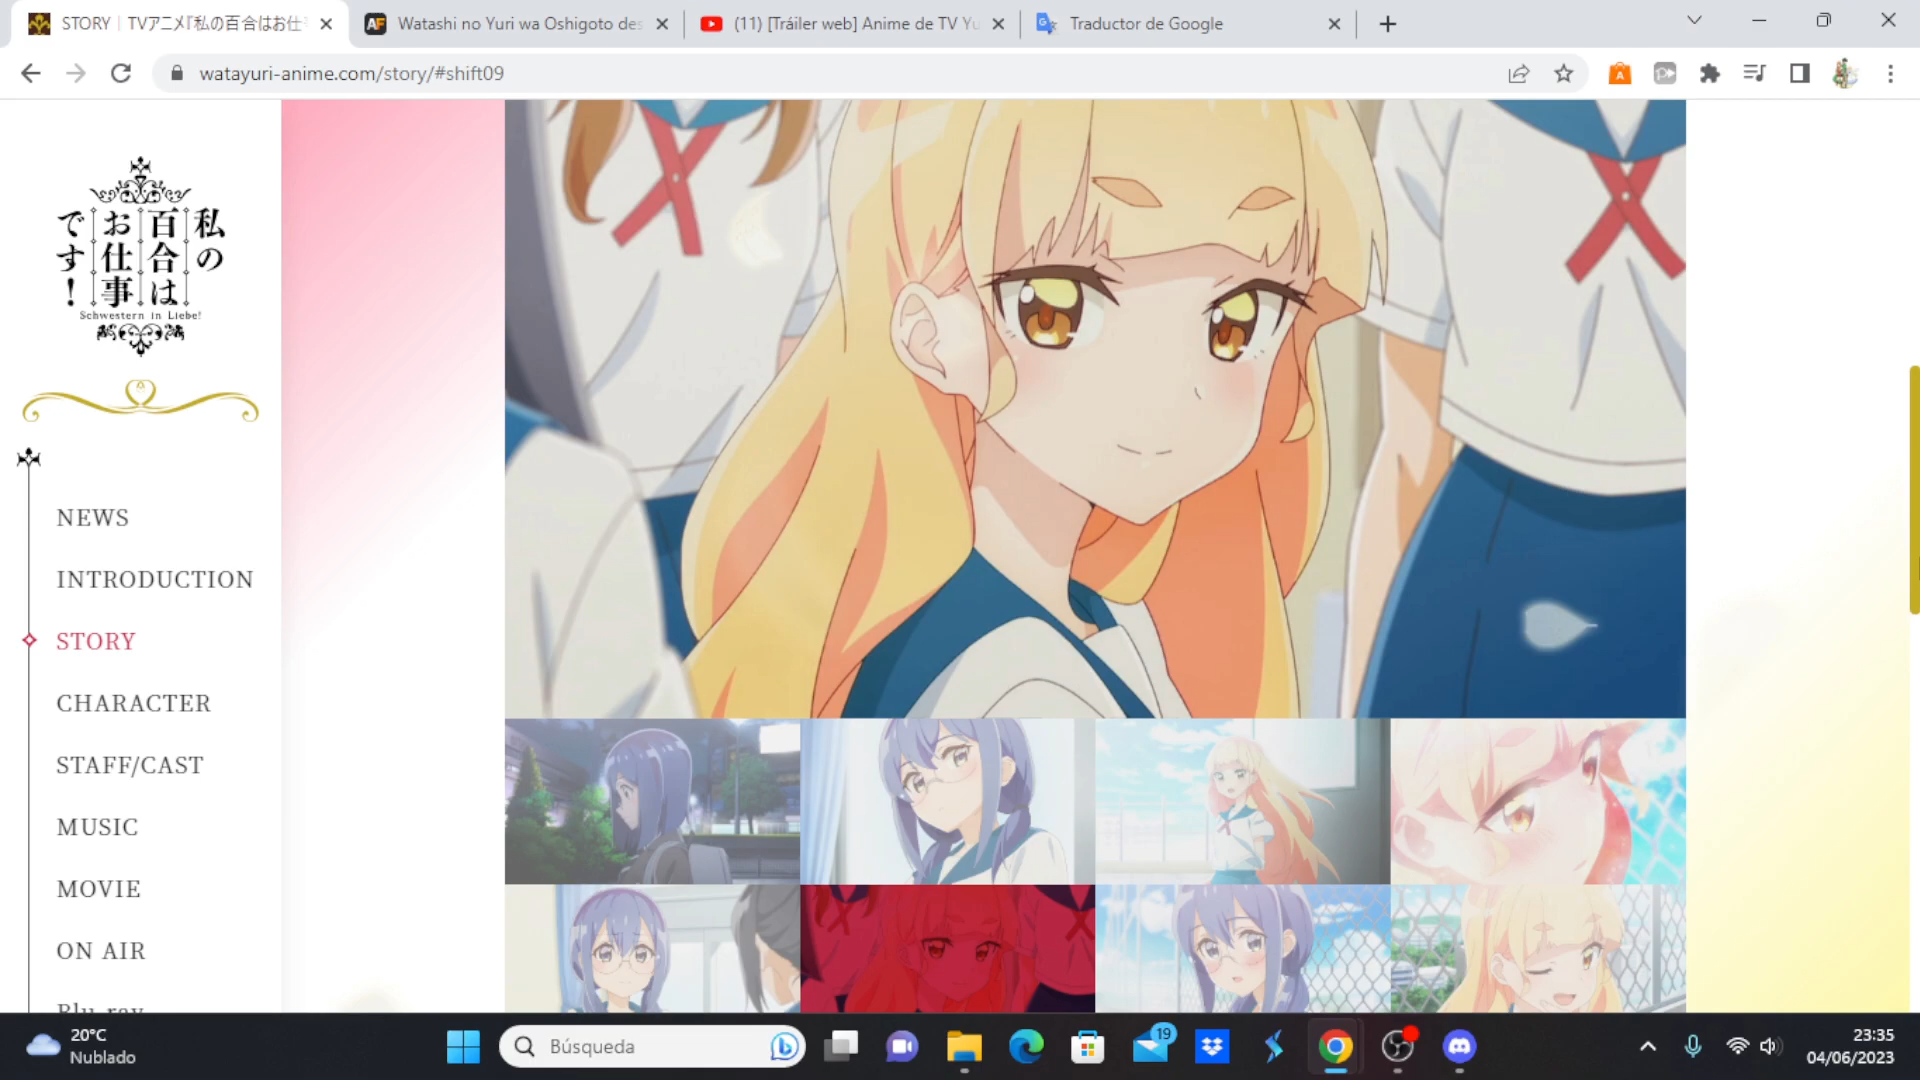 STORY | TVアニメ『私の百合はお仕
Watashi no Yuri wa Oshigoto des
(11) [Tráiler web] Anime de TV Yu
Traductor de Google
watayuri-anime.com/story/#shift09
私の
百合は
お仕事
です！
Schwestern in Liebe!
NEWS
INTRODUCTION
STORY
CHARACTER
STAFF/CAST
MUSIC
MOVIE
ON AIR
Blu-ray
20°C
Nublado
Búsqueda
19
23:35
04/06/2023